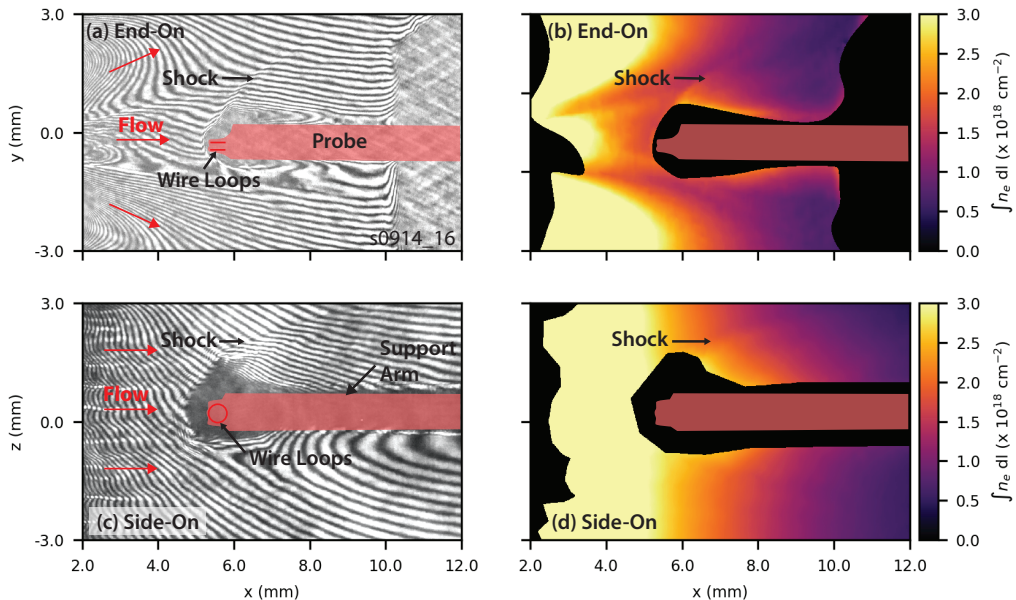 3.0
(a) End-On
Shock
Flow
Probe
Wire Loops
s0914_16
0.0
-3.0
y (mm)
(b) End-On
Shock
3.0
2.5
2.0
1.5
1.0
0.5
0.0
∫nₑ dl (x 10¹⁸ cm⁻²)
3.0
Shock
Support
Arm
Flow
Wire Loops
(c) Side-On
0.0
-3.0
z (mm)
2.0 4.0 6.0 8.0 10.0 12.0
x (mm)
Shock
(d) Side-On
2.0 4.0 6.0 8.0 10.0 12.0
x (mm)
3.0
2.5
2.0
1.5
1.0
0.5
0.0
∫nₑ dl (x 10¹⁸ cm⁻²)